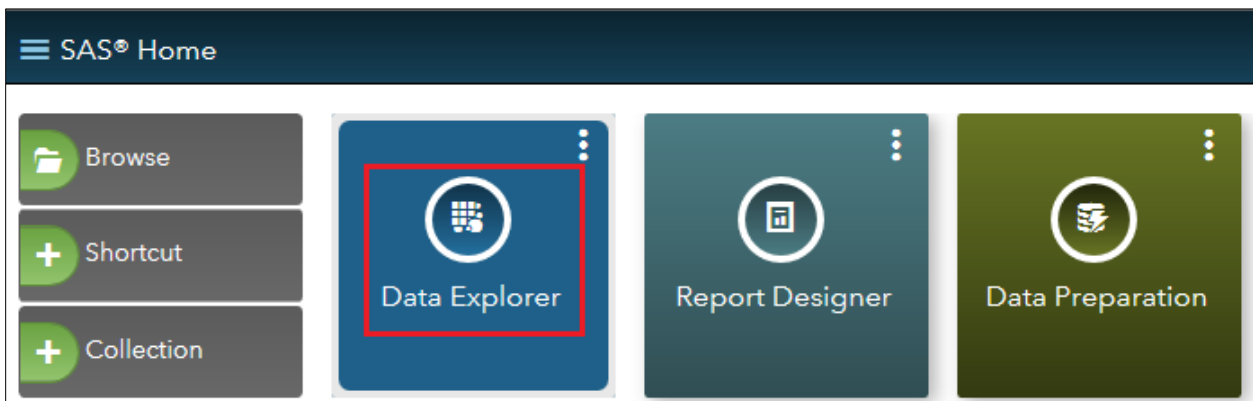 SAS® Home
Browse
Shortcut
Collection
Data Explorer
Report Designer
Data Preparation